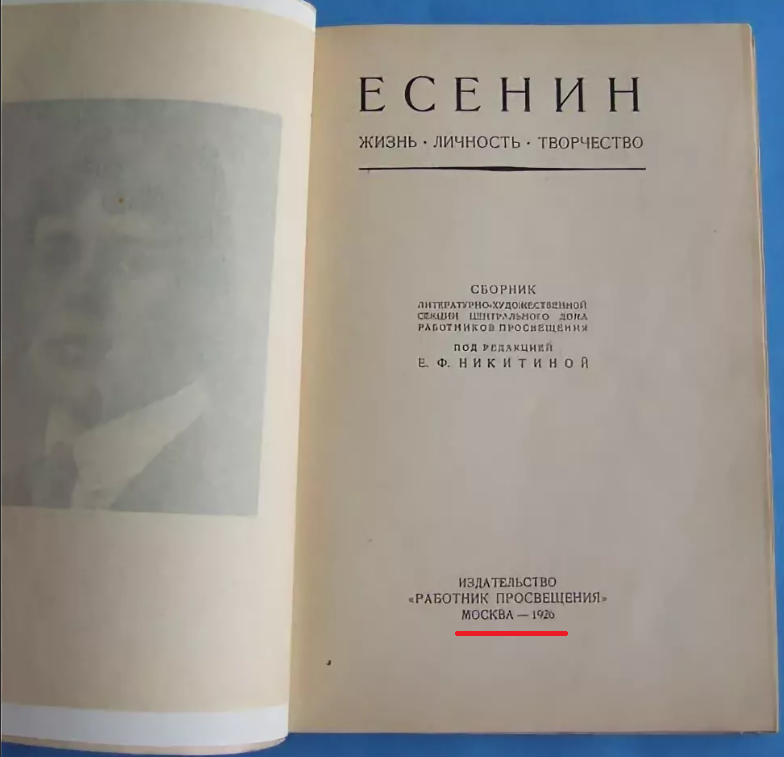 ЕСЕНИН
ЖИЗНЬ · ЛИЧНОСТЬ · ТВОРЧЕСТВО
СБОРНИК
ЛИТЕРАТУРНО-ХУДОЖЕСТВЕННОЙ
СЕКЦИИ ЦЕНТРАЛЬНОГО ДОМА
РАБОТНИКОВ ПРОСВЕЩЕНИЯ
ПОД РЕДАКЦИЕЙ
Е. Ф. НИКИТИНОЙ
ИЗДАТЕЛЬСТВО
«РАБОТНИК ПРОСВЕЩЕНИЯ»
МОСКВА — 1926